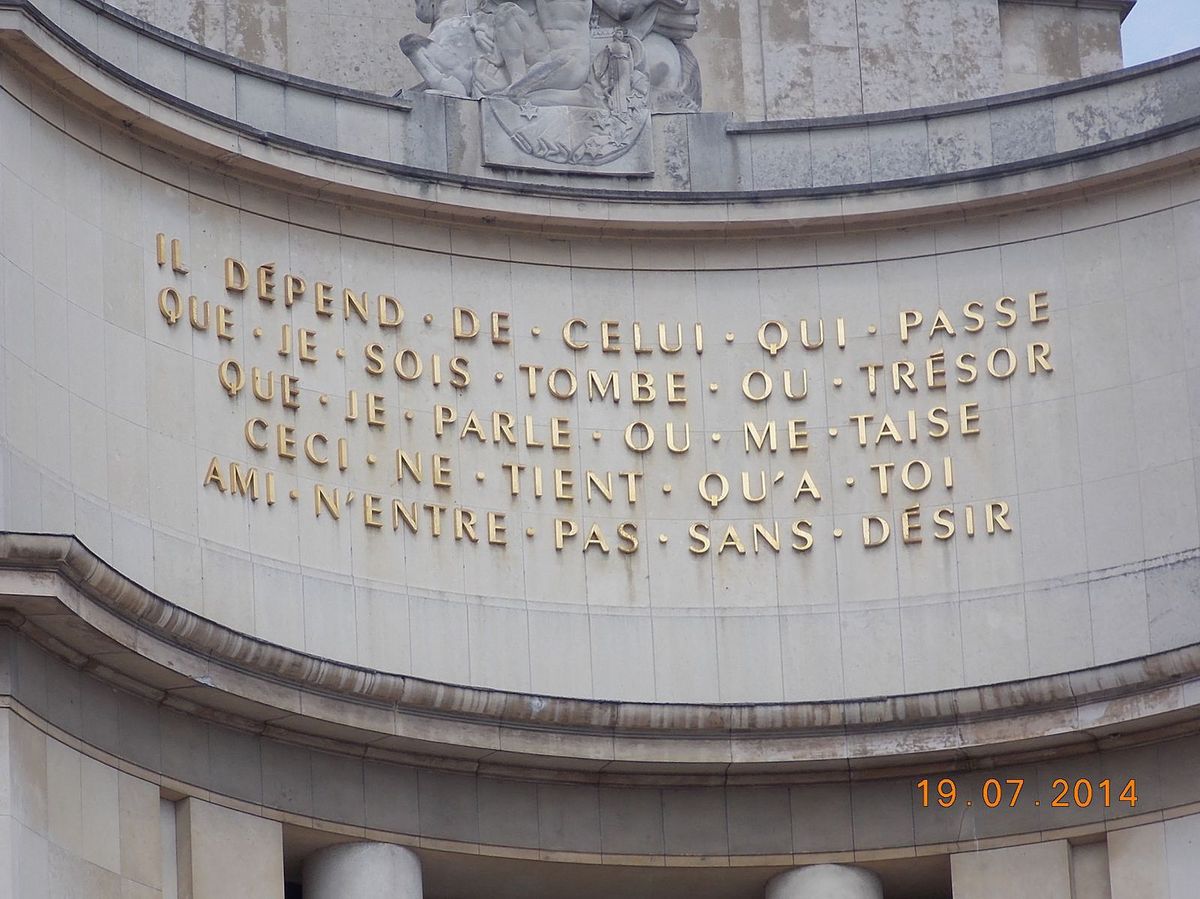 IL DÉPEND · DE · CELUI · QUI · PASSE
QUE · JE · SOIS · TOMBE · OU · TRÉSOR
QUE · JE · PARLE · OU · ME · TAISE
CECI · NE · TIENT · QU'A · TOI
AMI · N'ENTRE · PAS · SANS · DÉSIR
19.07.2014